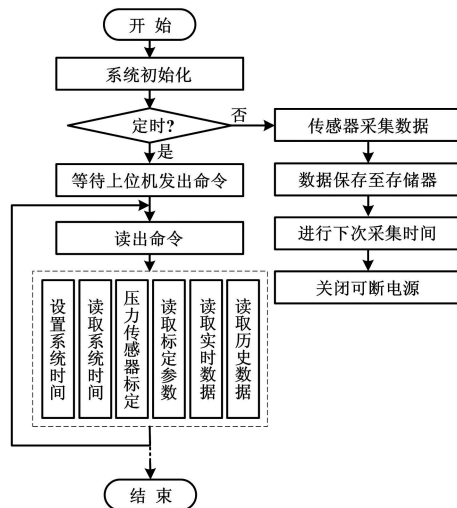 开始
系统初始化
定时?
否
是
传感器采集数据
等待上位机发出命令
数据保存至存储器
读出命令
进行下次采集时间
关闭可断电源
设置系统时间
读取系统时间
压力传感器标定
读取标定参数
读取实时数据
读取历史数据
结束